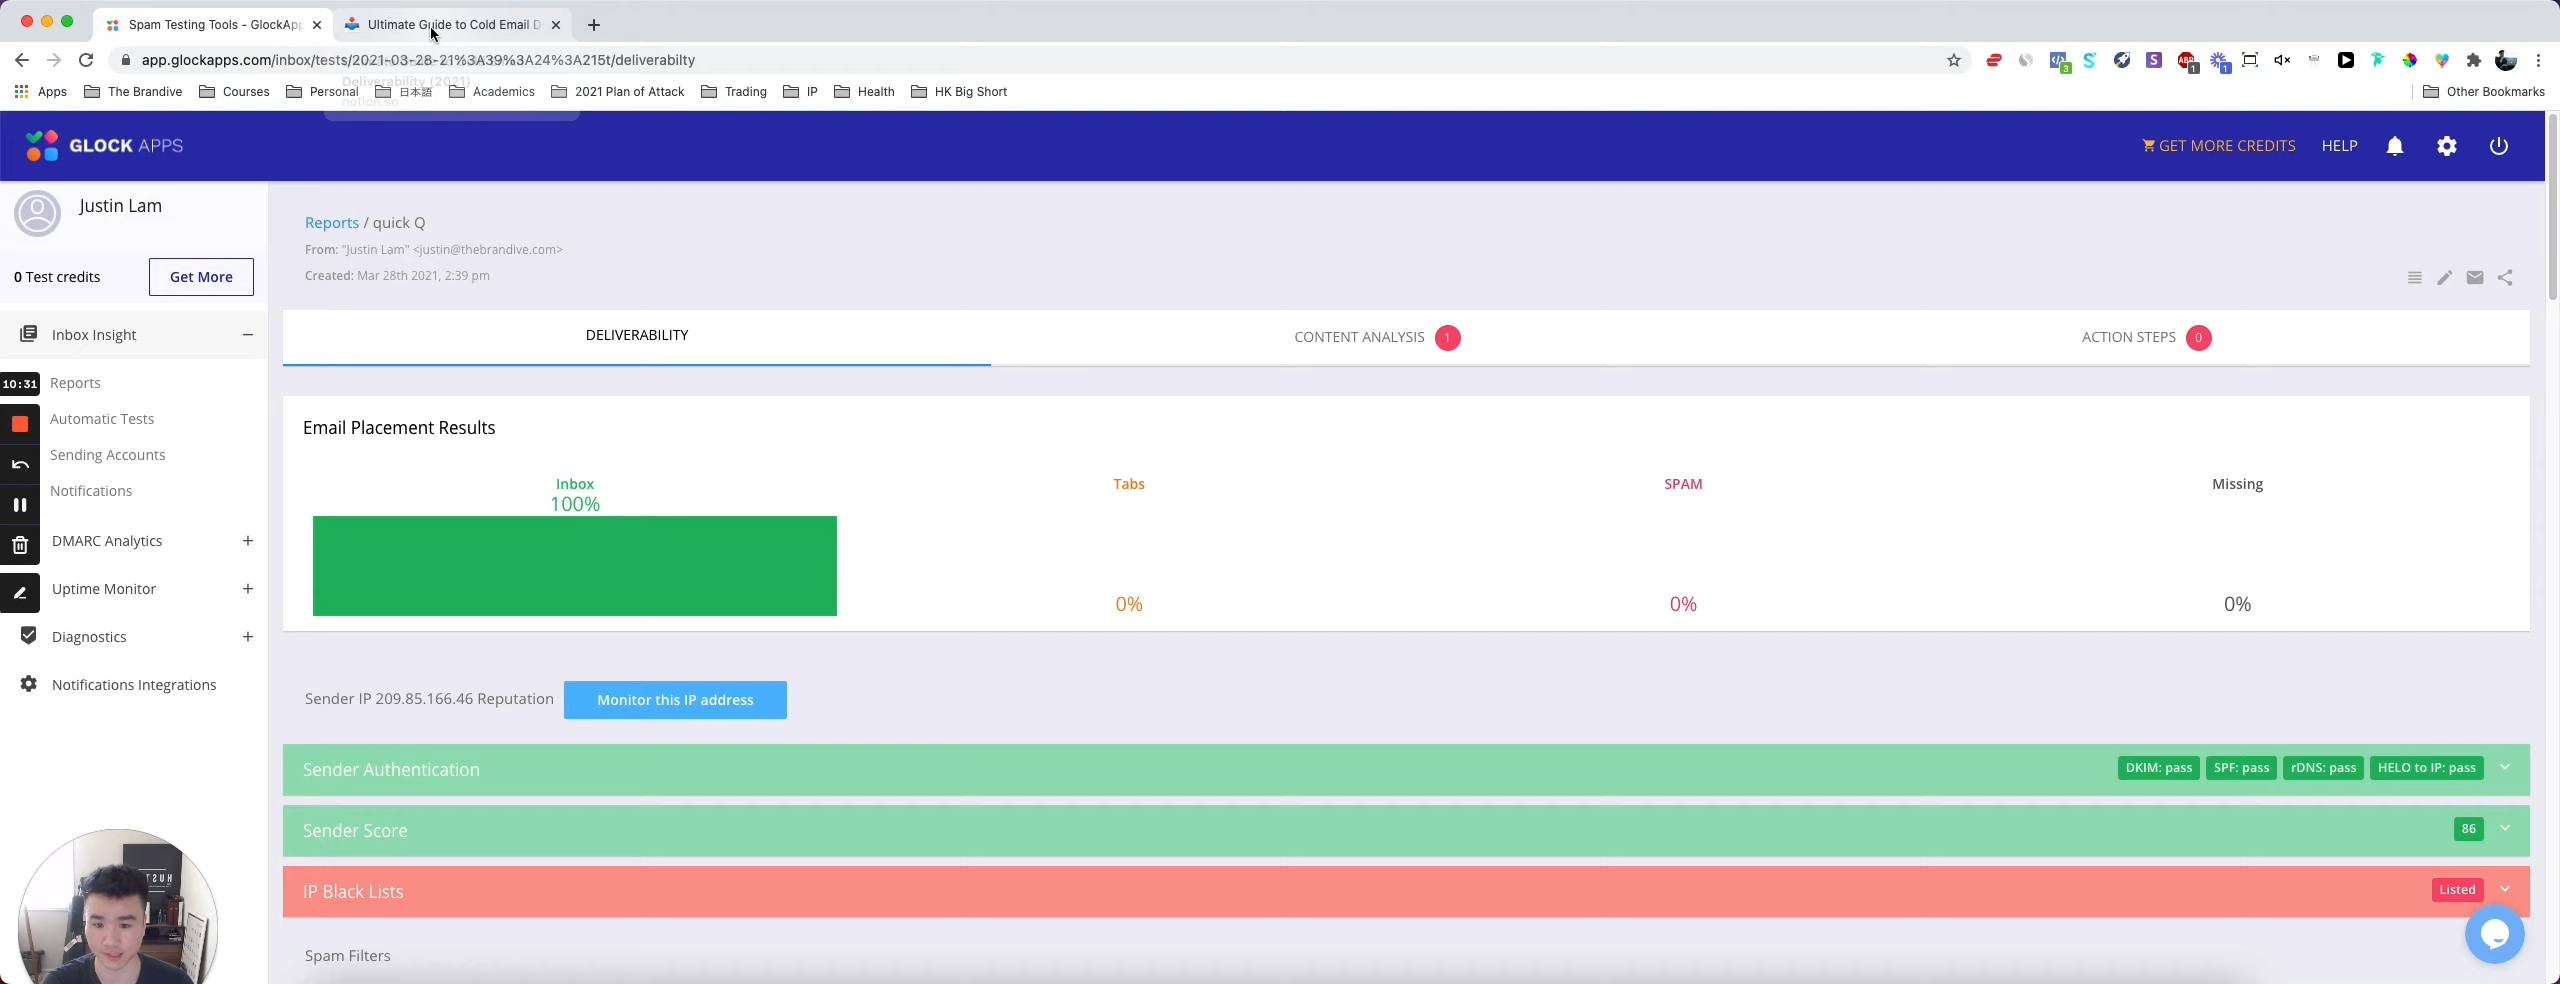 Spam Testing Tools - GlockApp
Ultimate Guide to Cold Email D
app.glockapps.com/inbox/tests/2021-03-28-21%3A39%3A24%3A215t/deliverabilty
Deliverability (2021)
notion.so
Apps
The Brandive
Courses
Personal
日本語
Academics
2021 Plan of Attack
Trading
IP
Health
HK Big Short
Other Bookmarks
GLOCK APPS
GET MORE CREDITS
HELP
Justin Lam
0 Test credits
Get More
Inbox Insight
Reports
Automatic Tests
Sending Accounts
Notifications
DMARC Analytics
Uptime Monitor
Diagnostics
Notifications Integrations
10:31
Reports / quick Q
From: "Justin Lam" <justin@thebrandive.com>
Created: Mar 28th 2021, 2:39 pm
DELIVERABILITY
CONTENT ANALYSIS 1
ACTION STEPS 0
Email Placement Results
Inbox
100%
Tabs
0%
SPAM
0%
Missing
0%
Sender IP 209.85.166.46 Reputation
Monitor this IP address
Sender Authentication
DKIM: pass
SPF: pass
rDNS: pass
HELO to IP: pass
Sender Score
86
IP Black Lists
Listed
Spam Filters